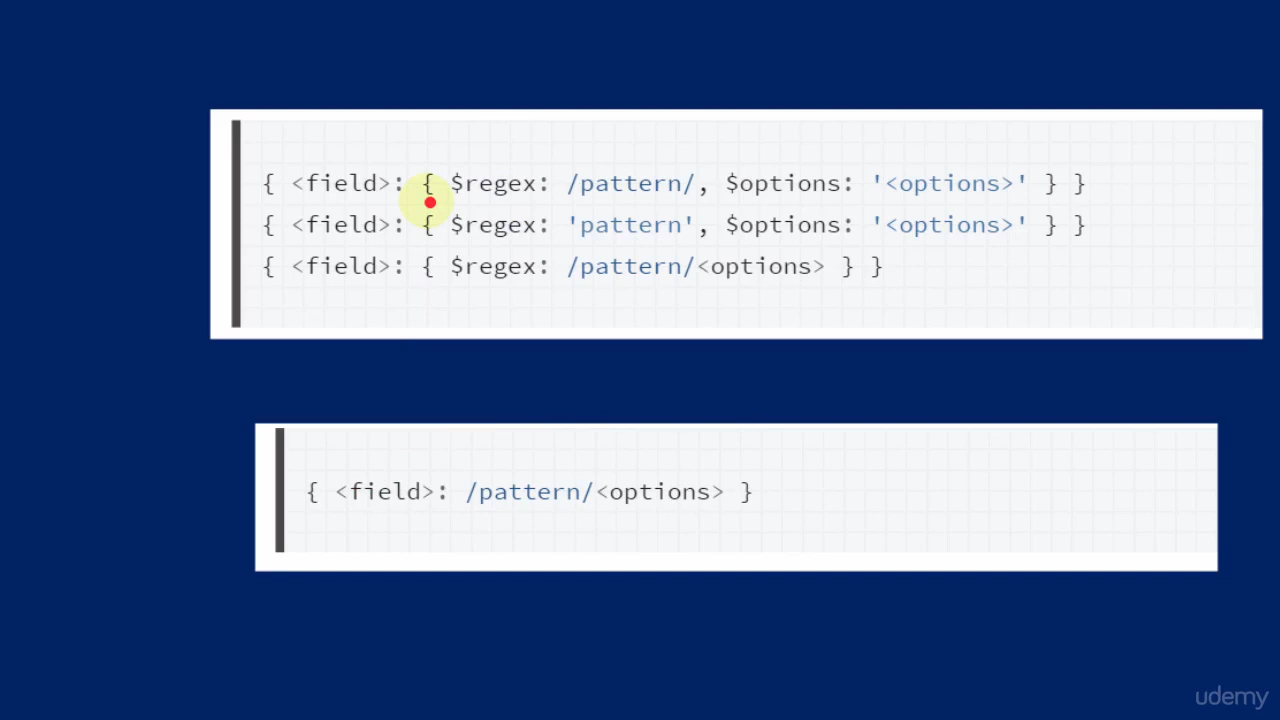 { <field>: { $regex: /pattern/, $options: '<options>' } }
{ <field>: { $regex: 'pattern', $options: '<options>' } }
{ <field>: { $regex: /pattern/<options> } }
{ <field>: /pattern/<options> }
udemy